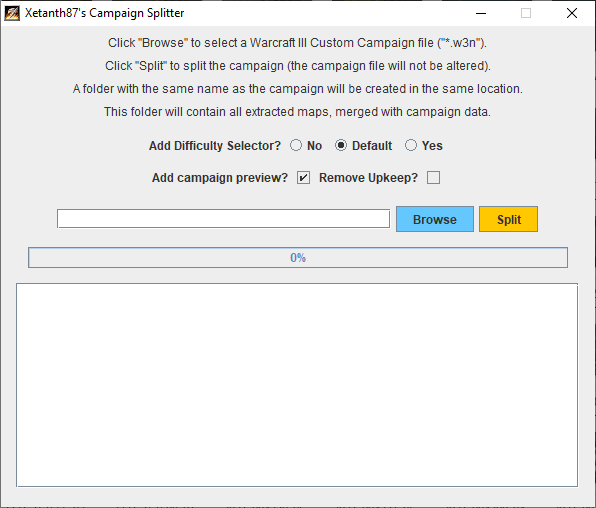 Xetanth87's Campaign Splitter
Click "Browse" to select a Warcraft III Custom Campaign file ("*.w3n").
Click "Split" to split the campaign (the campaign file will not be altered).
A folder with the same name as the campaign will be created in the same location.
This folder will contain all extracted maps, merged with campaign data.
Add Difficulty Selector? No Default Yes
Add campaign preview? Remove Upkeep?
Browse Split
0%